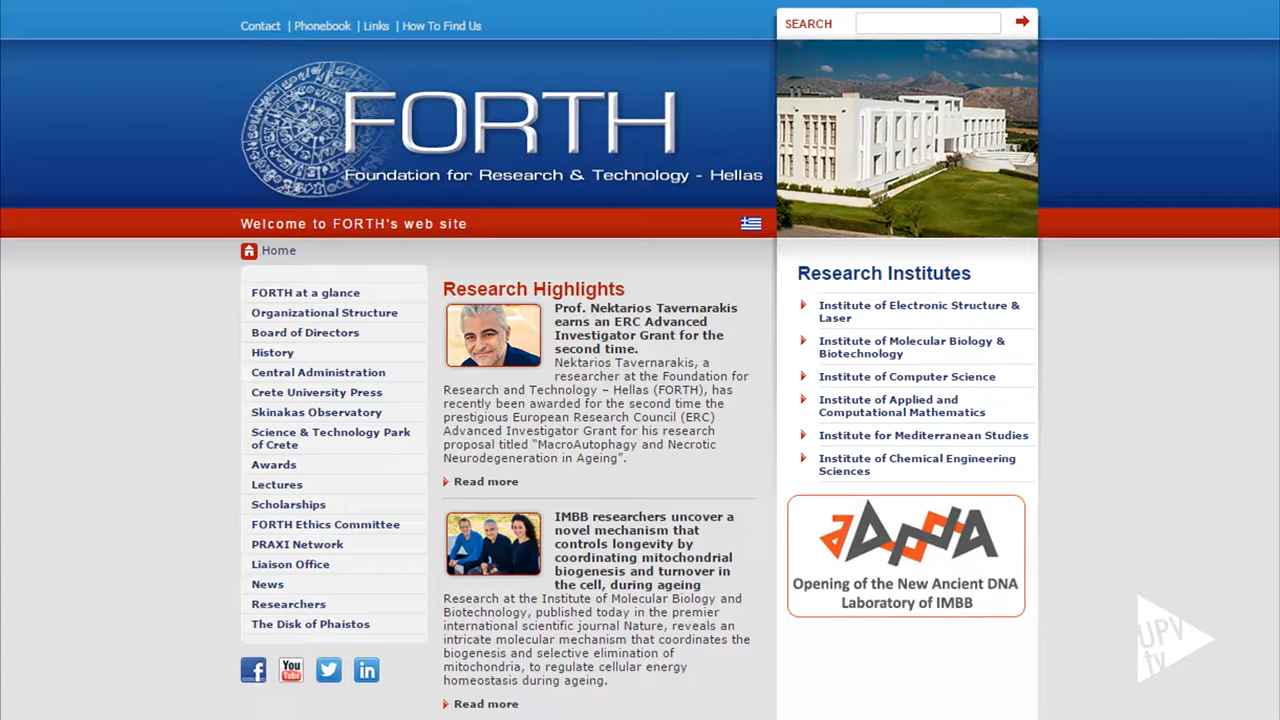 Contact | Phonebook | Links | How To Find Us
SEARCH
FORTH
Foundation for Research & Technology - Hellas
Welcome to FORTH's web site
Home
FORTH at a glance
Organizational Structure
Board of Directors
History
Central Administration
Crete University Press
Skinakas Observatory
Science & Technology Park
of Crete
Awards
Lectures
Scholarships
FORTH Ethics Committee
PRAXI Network
Liaison Office
News
Researchers
The Disk of Phaistos
f
You
Tube
in
Research Highlights
Prof. Nektarios Tavernarakis
earns an ERC Advanced
Investigator Grant for the
second time.
Nektarios Tavernarakis, a
researcher at the Foundation for
Research and Technology – Hellas (FORTH), has
recently been awarded for the second time the
prestigious European Research Council (ERC)
Advanced Investigator Grant for his research
proposal titled "MacroAutophagy and Necrotic
Neurodegeneration in Ageing".
Read more
IMBB researchers uncover a
novel mechanism that
controls longevity by
coordinating mitochondrial
biogenesis and turnover in
the cell, during ageing
Research at the Institute of Molecular Biology and
Biotechnology, published today in the premier
international scientific journal Nature, reveals an
intricate molecular mechanism that coordinates the
biogenesis and selective elimination of
mitochondria, to regulate cellular energy
homeostasis during ageing.
Read more
Research Institutes
Institute of Electronic Structure &
Laser
Institute of Molecular Biology &
Biotechnology
Institute of Computer Science
Institute of Applied and
Computational Mathematics
Institute for Mediterranean Studies
Institute of Chemical Engineering
Sciences
aDNA
Opening of the New Ancient DNA
Laboratory of IMBB
UPV
tv